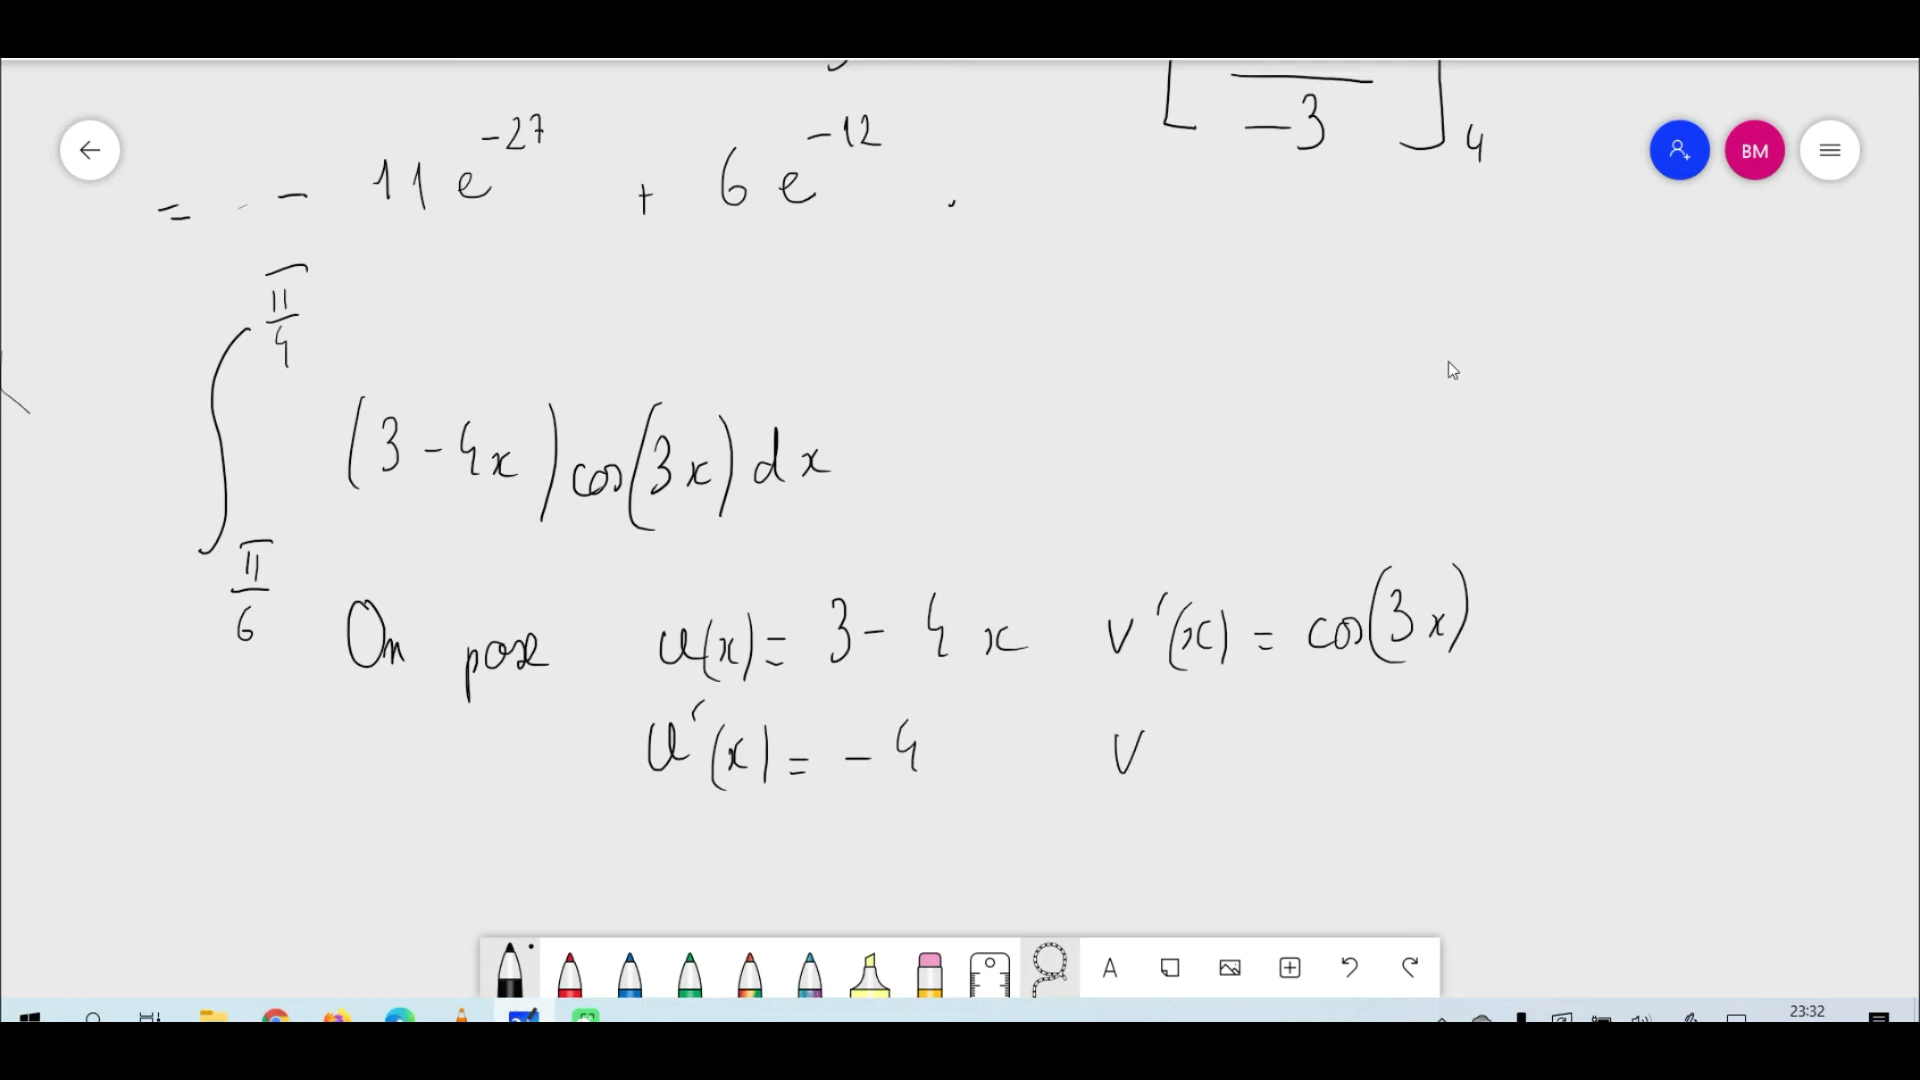 -3 ]4
= - 11 e^-27 + 6 e^-12 .
BM
∫_{π/6}^{π/4} (3 - 4x) cos(3x) dx
On pose u(x) = 3 - 4x v'(x) = cos(3x)
u'(x) = - 4 v
A
23:32